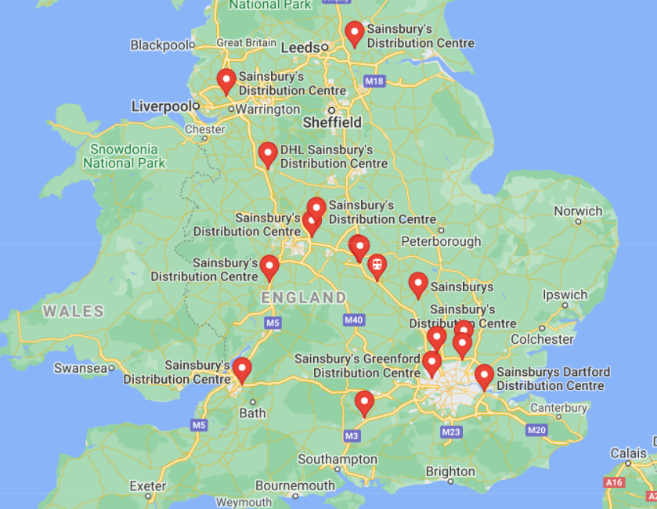 National Park
Sainsbury's
Distribution Centre
Blackpool
Great Britain
Leeds
Sainsbury's
Distribution Centre
M18
Liverpool
Warrington
Sheffield
Chester
Snowdonia
National Park
DHL Sainsbury's
Distribution Centre
Sainsbury's
Distribution Centre
Sainsbury's
Distribution Centre
Norwich
Peterborough
Sainsbury's
Distribution Centre
Sainsburys
ENGLAND
WALES
Ipswich
Sainsbury's
Distribution Centre
M5
M40
Colchester
Swansea
Sainsbury's
Distribution Centre
Sainsbury's Greenford
Distribution Centre
Sainsburys Dartford
Distribution Centre
Bath
Canterbury
M5
M3
M23
M20
Southampton
Calais
Brighton
Exeter
Bournemouth
A16
Weymouth